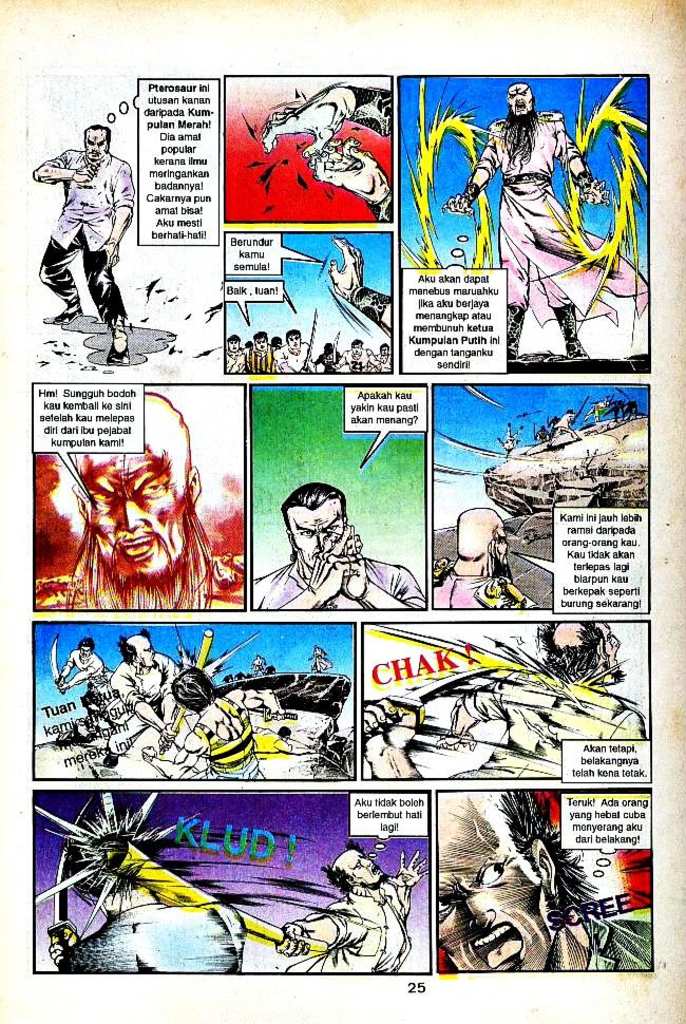 Pterosaur ini
utusan kanan
daripada Kum-
pulan Merah!
Dia amat
popular
kerana ilmu
meringankan
badannya!
Cakarnya pun
amat bisa!
Aku mesti
berhati-hati!
Berundur
kamu
semula!
Baik , tuan!
Aku akan dapat
menebus maruahku
jika aku berjaya
menangkap atau
membunuh ketua
Kumpulan Putih ini
dengan tanganku
sendiri!
Hm! Sungguh bodoh
kau kembali ke sini
setelah kau melepas
diri dari ibu pejabat
kumpulan kami!
Apakah kau
yakin kau pasti
akan menang?
Kami ini jauh lebih
ramai daripada
orang-orang kau.
Kau tidak akan
terlepas lagi
biarpun kau
berkepak seperti
burung sekarang!
Tuan Ketua
kami sungguh
mereka ini
CHAK !
Akan tetapi,
belakangnya
telah kena tetak.
KLUD !
Aku tidak boleh
berlembut hati
lagi!
Teruk! Ada orang
yang hebat cuba
menyerang aku
dari belakang!
SCREE
25